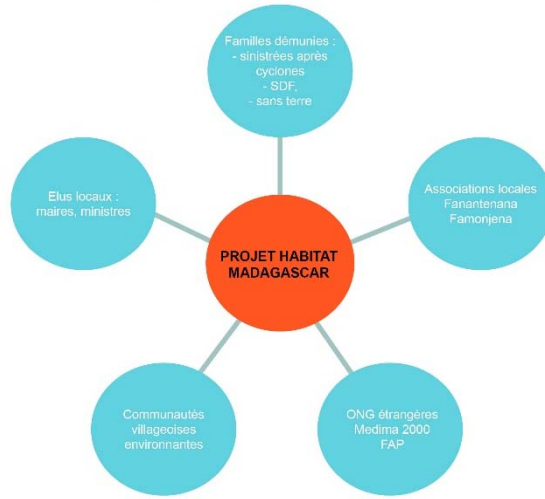 Familles démunies :
- sinistrées après
cyclones
- SDF,
- sans terre
Elus locaux :
maires, ministres
Associations locales
Fanantenana
Famonjena
PROJET HABITAT
MADAGASCAR
Communautés
villageoises
environnantes
ONG étrangères
Medima 2000
FAP